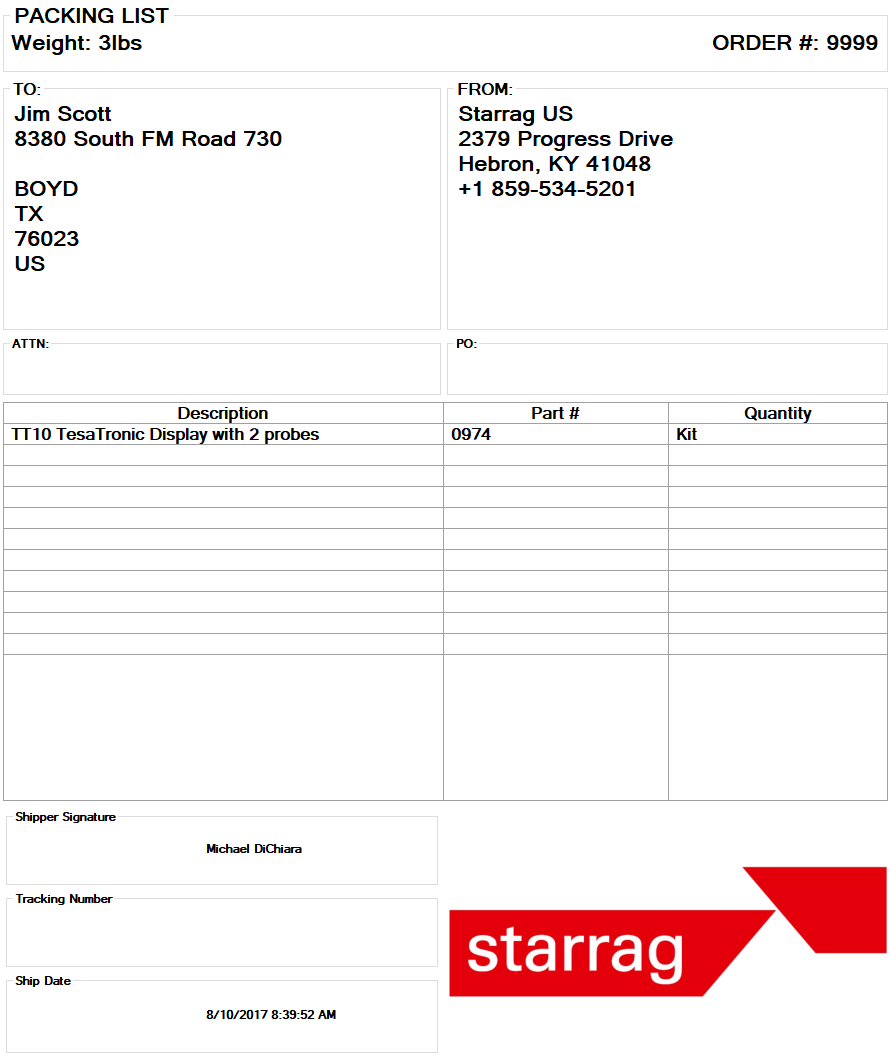 PACKING LIST
Weight: 3lbs
ORDER #: 9999
TO:
Jim Scott
8380 South FM Road 730
BOYD
TX
76023
US
FROM:
Starrag US
2379 Progress Drive
Hebron, KY 41048
+1 859-534-5201
ATTN:
PO:
Description Part # Quantity
TT10 TesaTronic Display with 2 probes 0974 Kit
Shipper Signature
Michael DiChiara
Tracking Number
Ship Date
8/10/2017 8:39:52 AM
starrag